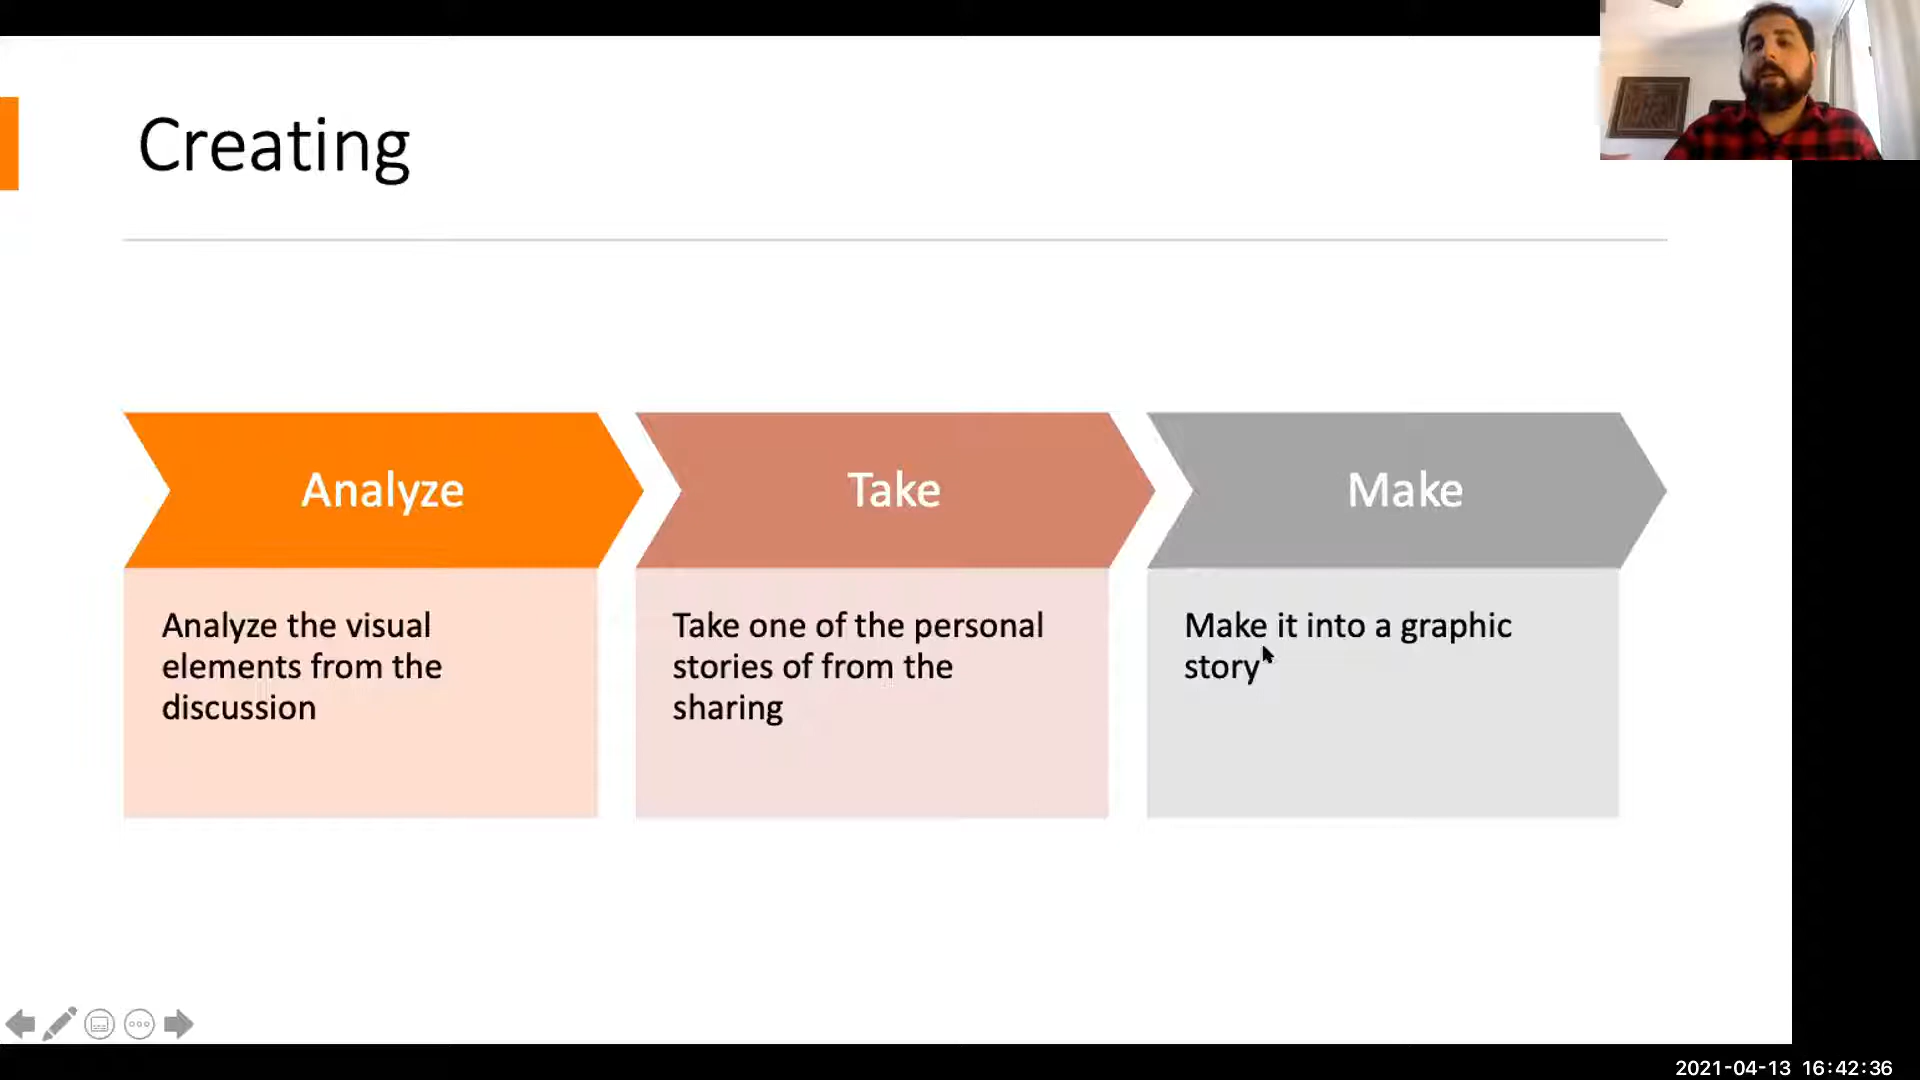 Creating
Analyze
Analyze the visual
elements from the
discussion
Take
Take one of the personal
stories of from the
sharing
Make
Make it into a graphic
story
2021-04-13 16:42:36